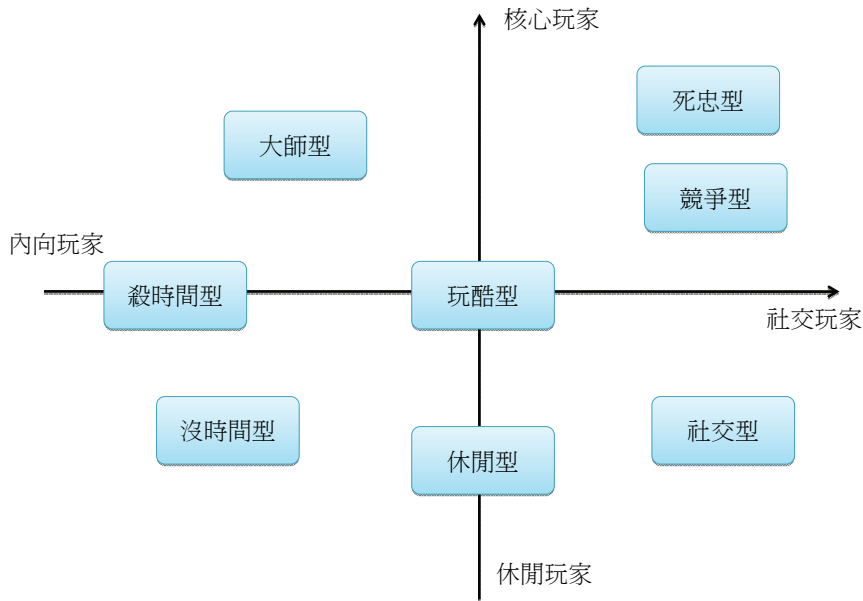 核心玩家
死忠型
大師型
競爭型
內向玩家
殺時間型
玩酷型
社交玩家
沒時間型
社交型
休閒型
休閒玩家